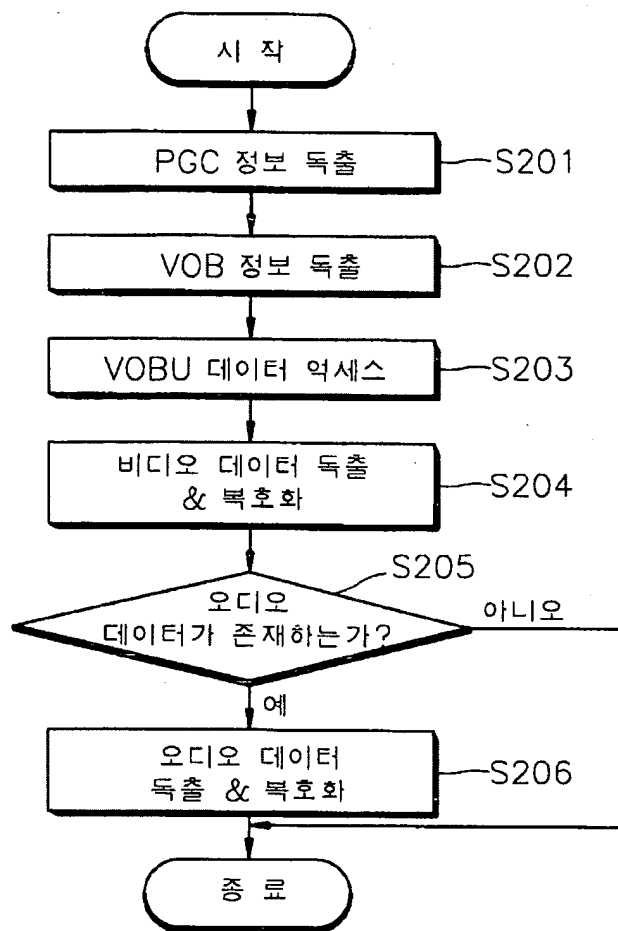 시 작
PGC 정보 독출
S201
VOB 정보 독출
S202
VOBU 데이터 억세스
S203
비디오 데이터 독출
& 복호화
S204
S205
오디오
데이터가 존재하는가?
아니오
예
오디오 데이터
독출 & 복호화
S206
종 료